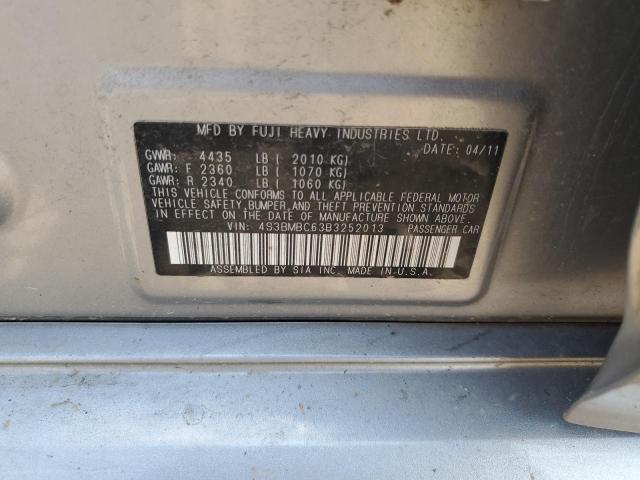 MFD BY FUJI HEAVY INDUSTRIES LTD.
DATE: 04/11
GVWR: 4435 LB ( 2010 KG)
GAWR: F 2360 LB ( 1070 KG)
GAWR: R 2340 LB ( 1060 KG)
THIS VEHICLE CONFORMS TO ALL APPLICABLE FEDERAL MOTOR
VEHICLE SAFETY,BUMPER,AND THEFT PREVENTION STANDARDS
IN EFFECT ON THE DATE OF MANUFACTURE SHOWN ABOVE.
VIN: 4S3BMBC63B3252013 PASSENGER CAR
ASSEMBLED BY SIA INC. MADE IN U.S.A.